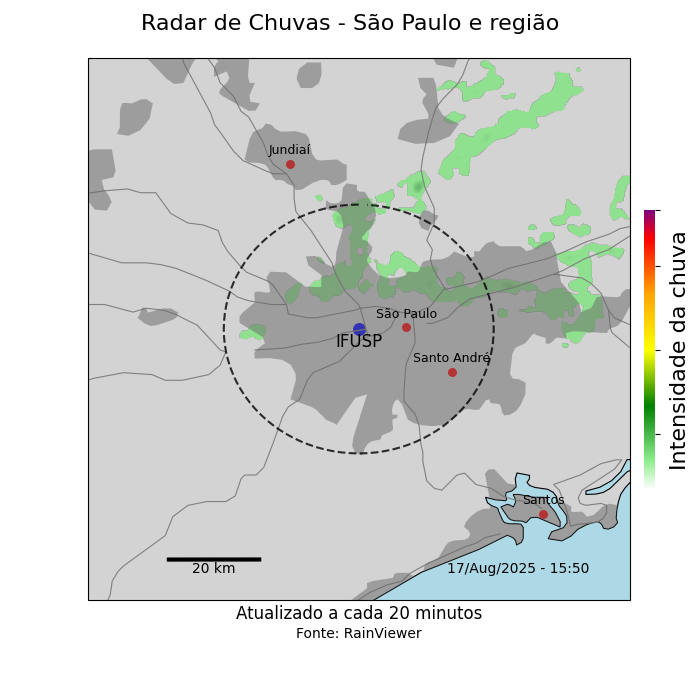 Radar de Chuvas - São Paulo e região
Jundiaí
São Paulo
IFUSP
Santo André
Santos
20 km
17/Aug/2025 - 15:50
Intensidade da chuva
Atualizado a cada 20 minutos
Fonte: RainViewer